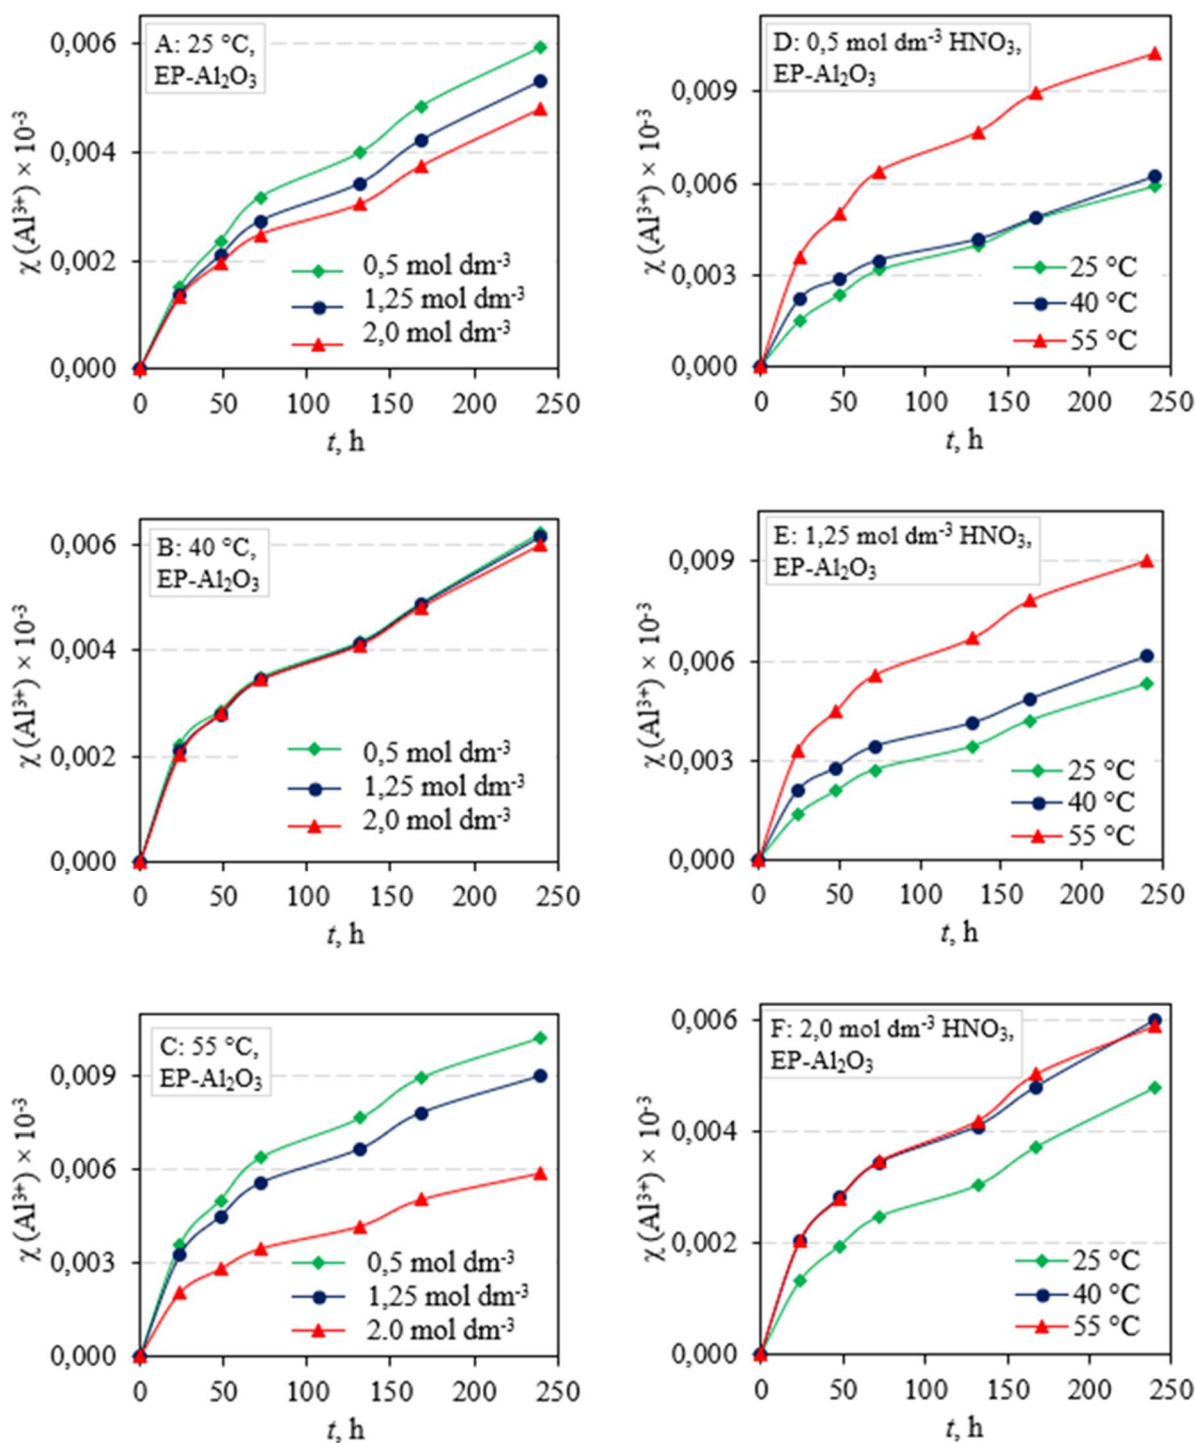 A: 25 °C,
EP-Al₂O₃
χ (Al³⁺) × 10⁻³
0,006
0,004
0,002
0,000
0,5 mol dm⁻³
1,25 mol dm⁻³
2,0 mol dm⁻³
0 50 100 150 200 250
t, h
D: 0,5 mol dm⁻³ HNO₃,
EP-Al₂O₃
χ (Al³⁺) × 10⁻³
0,009
0,006
0,003
0,000
25 °C
40 °C
55 °C
0 50 100 150 200 250
t, h
B: 40 °C,
EP-Al₂O₃
χ (Al³⁺) × 10⁻³
0,006
0,004
0,002
0,000
0,5 mol dm⁻³
1,25 mol dm⁻³
2,0 mol dm⁻³
0 50 100 150 200 250
t, h
E: 1,25 mol dm⁻³ HNO₃,
EP-Al₂O₃
χ (Al³⁺) × 10⁻³
0,009
0,006
0,003
0,000
25 °C
40 °C
55 °C
0 50 100 150 200 250
t, h
C: 55 °C,
EP-Al₂O₃
χ (Al³⁺) × 10⁻³
0,009
0,006
0,003
0,000
0,5 mol dm⁻³
1,25 mol dm⁻³
2.0 mol dm⁻³
0 50 100 150 200 250
t, h
F: 2,0 mol dm⁻³ HNO₃,
EP-Al₂O₃
χ (Al³⁺) × 10⁻³
0,006
0,004
0,002
0,000
25 °C
40 °C
55 °C
0 50 100 150 200 250
t, h